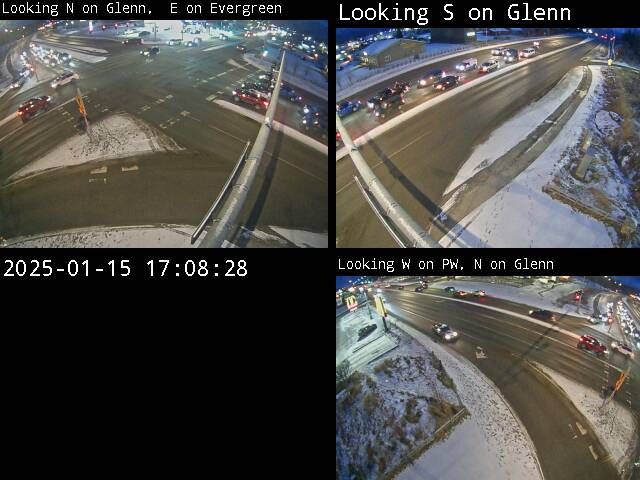 Looking N on Glenn,  E on Evergreen
Looking S on Glenn
2025-01-15 17:08:28
Looking W on PW, N on Glenn